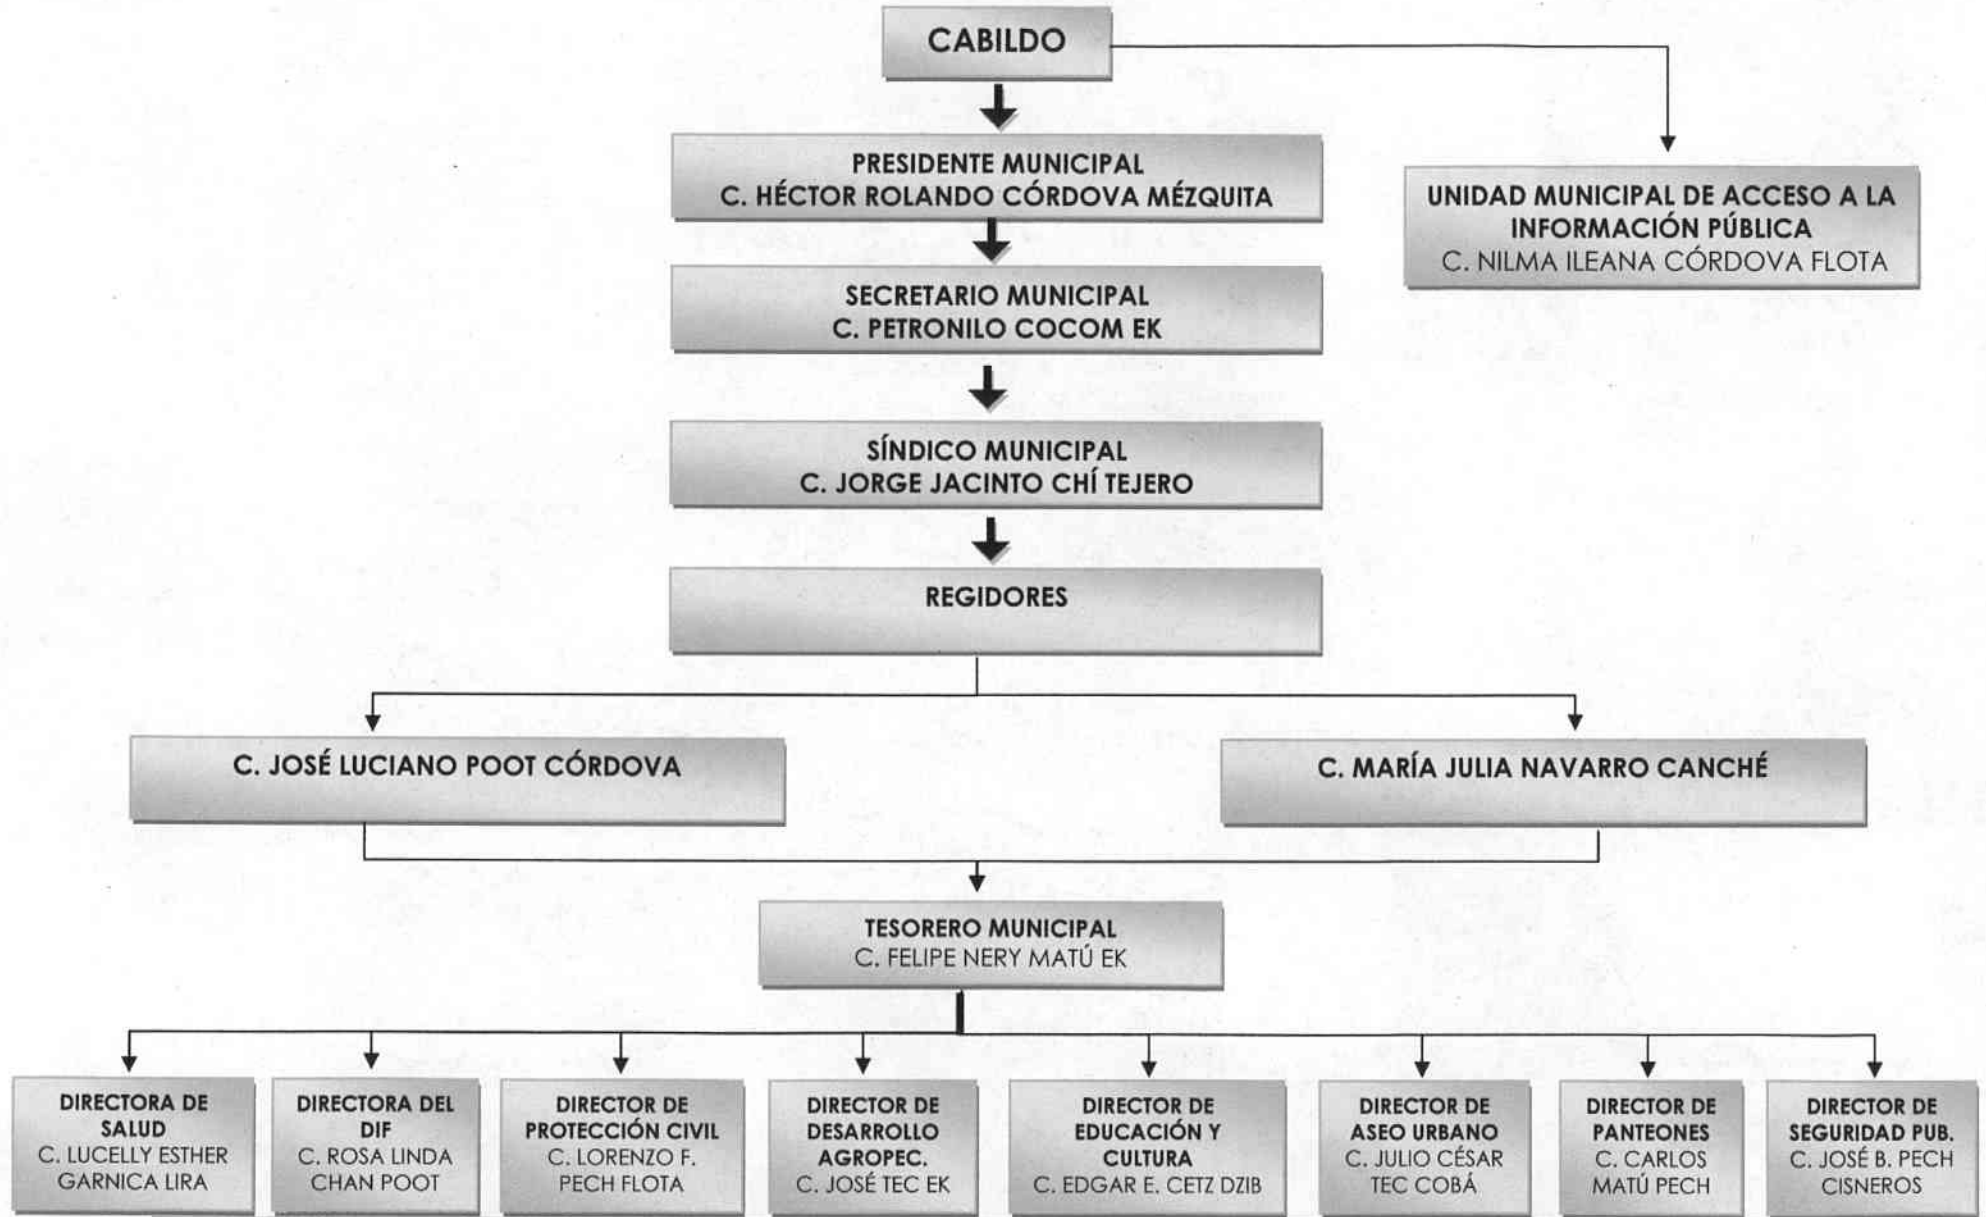 CABILDO
PRESIDENTE MUNICIPAL
C. HÉCTOR ROLANDO CÓRDOVA MÉZQUITA
UNIDAD MUNICIPAL DE ACCESO A LA
INFORMACIÓN PÚBLICA
C. NILMA ILEANA CÓRDOVA FLOTA
SECRETARIO MUNICIPAL
C. PETRONILO COCOM EK
SÍNDICO MUNICIPAL
C. JORGE JACINTO CHÍ TEJERO
REGIDORES
C. JOSÉ LUCIANO POOT CÓRDOVA
C. MARÍA JULIA NAVARRO CANCHÉ
TESORERO MUNICIPAL
C. FELIPE NERY MATÚ EK
DIRECTORA DE
SALUD
C. LUCELLY ESTHER
GARNICA LIRA
DIRECTORA DEL
DIF
C. ROSA LINDA
CHAN POOT
DIRECTOR DE
PROTECCIÓN CIVIL
C. LORENZO F.
PECH FLOTA
DIRECTOR DE
DESARROLLO
AGROPEC.
C. JOSÉ TEC EK
DIRECTOR DE
EDUCACIÓN Y
CULTURA
C. EDGAR E. CETZ DZIB
DIRECTOR DE
ASEO URBANO
C. JULIO CÉSAR
TEC COBÁ
DIRECTOR DE
PANTEONES
C. CARLOS
MATÚ PECH
DIRECTOR DE
SEGURIDAD PUB.
C. JOSÉ B. PECH
CISNEROS